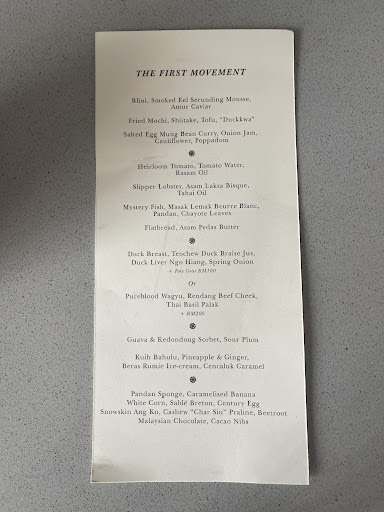 THE FIRST MOVEMENT
Blini, Smoked Eel Serunding Mousse,
Amur Caviar
Fried Mochi, Shiitake, Tofu, "Duckkwa"
Salted Egg Mung Bean Curry, Onion Jam,
Cauliflower, Poppadom
Heirloom Tomato, Tomato Water,
Rasam Oil
Slipper Lobster, Asam Laksa Bisque,
Tahai Oil
Mystery Fish, Masak Lemak Beurre Blanc,
Pandan, Chayote Leaves
Flatbread, Asam Pedas Butter
Duck Breast, Teochew Duck Braise Jus,
Duck Liver Ngo Hiang, Spring Onion
+ Foie Gras RM100
Or
Pureblood Wagyu, Rendang Beef Cheek,
Thai Basil Palak
+ RM200
Guava & Kedondong Sorbet, Sour Plum
Kuih Bahulu, Pineapple & Ginger,
Beras Rumie Ice-cream, Cencaluk Caramel
Pandan Sponge, Caramelised Banana
White Corn, Sablé Breton, Century Egg
Snowskin Ang Ku, Cashew "Char Siu" Praline, Beetroot
Malaysian Chocolate, Cacao Nibs